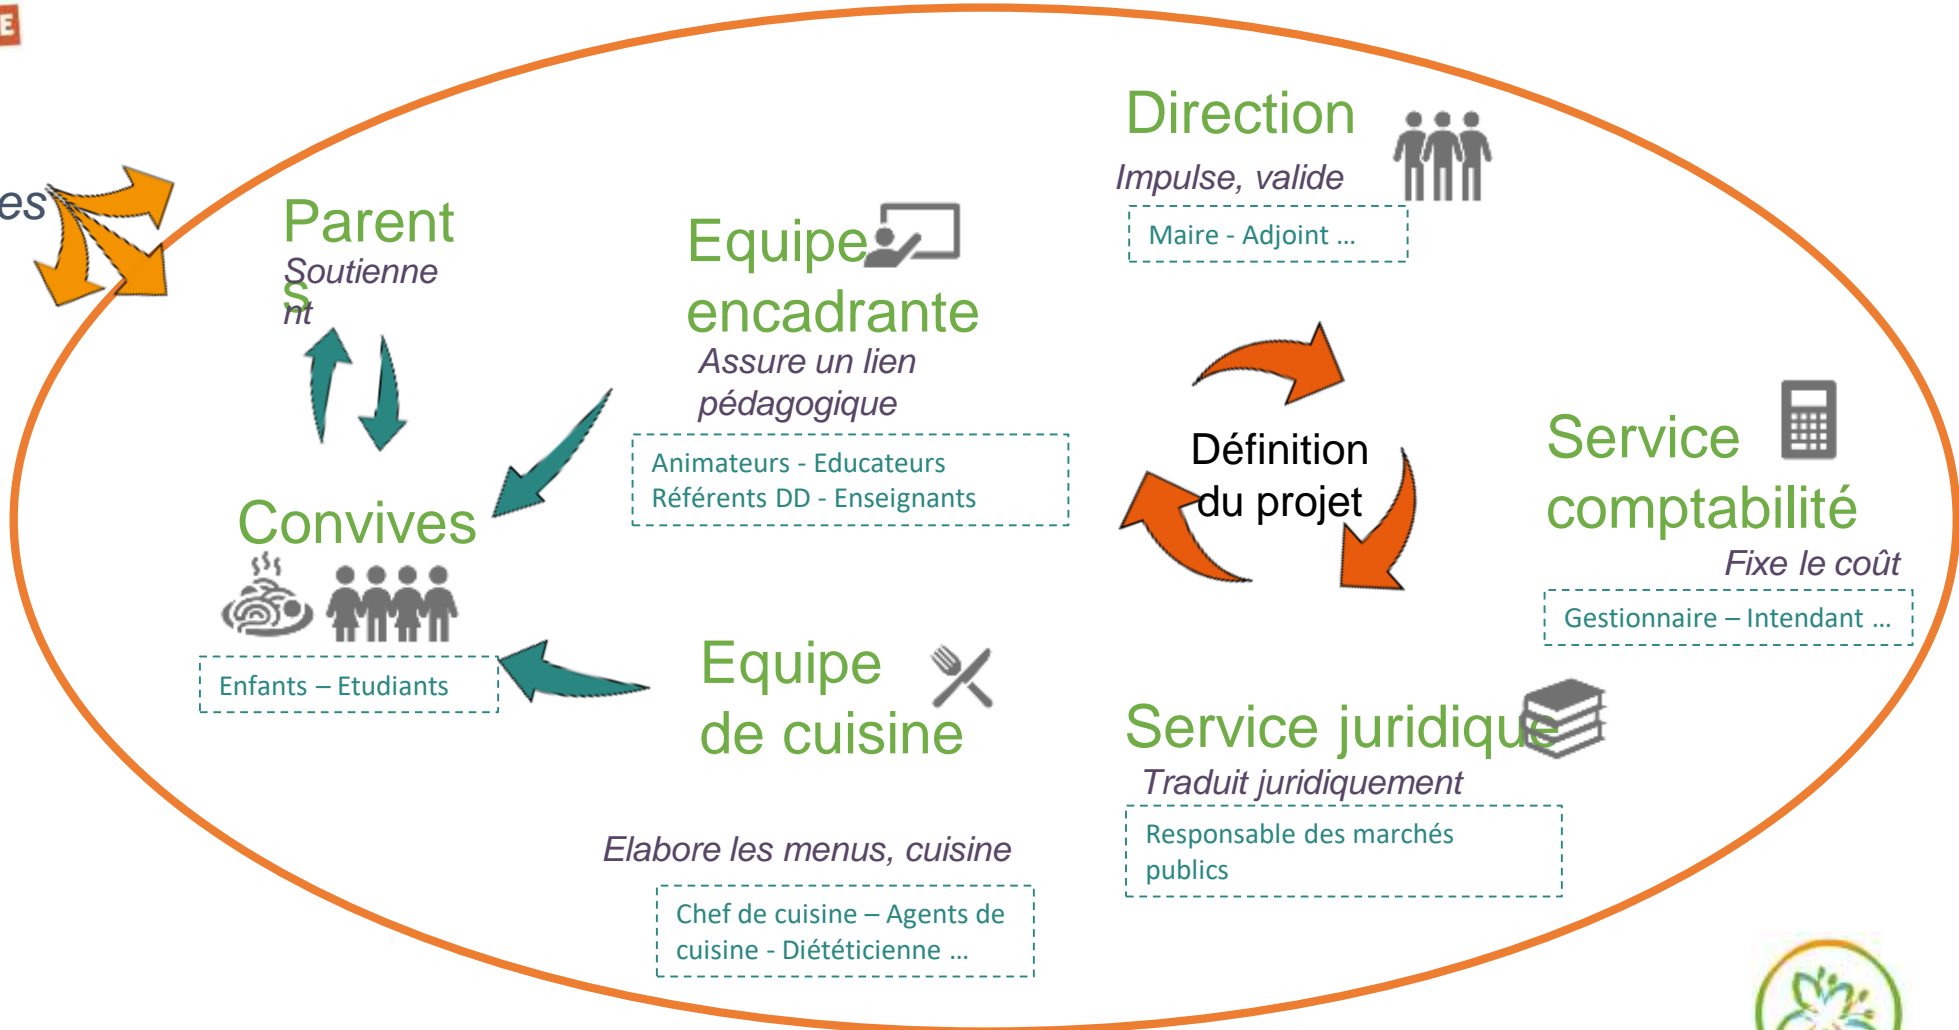 E
es
Parent
s
Soutienne
nt
Equipe
encadrante
Assure un lien
pédagogique
Animateurs - Educateurs
Référents DD - Enseignants
Direction
Impulse, valide
Maire - Adjoint ...
Définition
du projet
Service
comptabilité
Fixe le coût
Gestionnaire – Intendant ...
Convives
Enfants – Etudiants
Equipe
de cuisine
Elabore les menus, cuisine
Chef de cuisine – Agents de
cuisine - Diététicienne ...
Service juridique
Traduit juridiquement
Responsable des marchés
publics